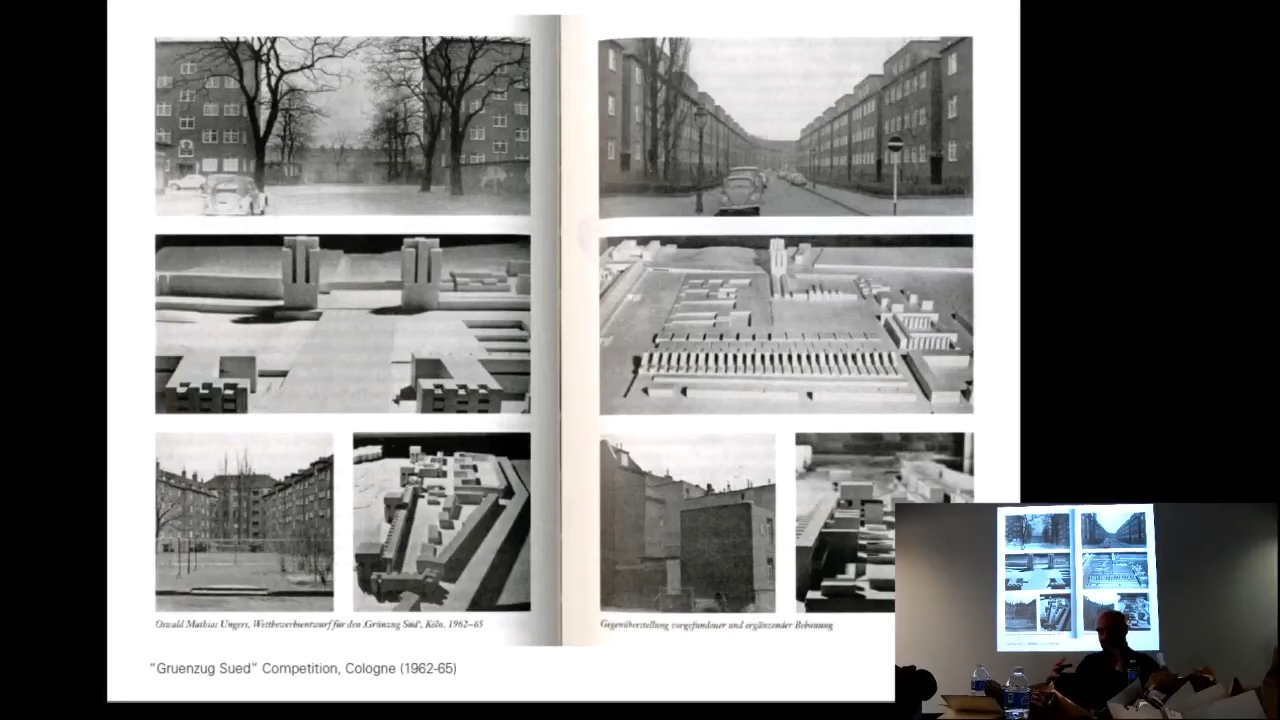 Oswald Mathias Ungers, Wettbewerbsentwurf für den ‚Grünzug Süd‘, Köln, 1962–65
Gegenüberstellung vorgefundener und ergänzender Bebauung
“Gruenzug Sued” Competition, Cologne (1962-65)